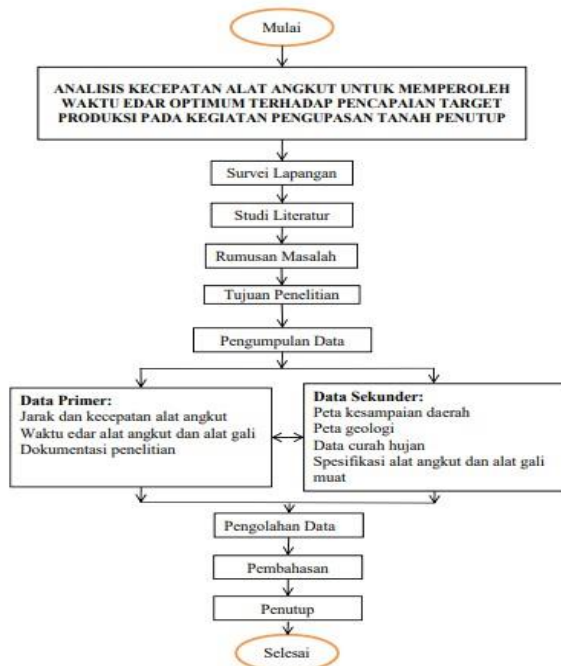 Mulai
ANALISIS KECEPATAN ALAT ANGKUT UNTUK MEMPEROLEH
WAKTU EDAR OPTIMUM TERHADAP PENCAPAIAN TARGET
PRODUKSI PADA KEGIATAN PENGUPASAN TANAH PENUTUP
Survei Lapangan
Studi Literatur
Rumusan Masalah
Tujuan Penelitian
Pengumpulan Data
Data Primer:
Jarak dan kecepatan alat angkut
Waktu edar alat angkut dan alat gali
Dokumentasi penelitian
Data Sekunder:
Peta kesampaian daerah
Peta geologi
Data curah hujan
Spesifikasi alat angkut dan alat gali
muat
Pengolahan Data
Pembahasan
Penutup
Selesai